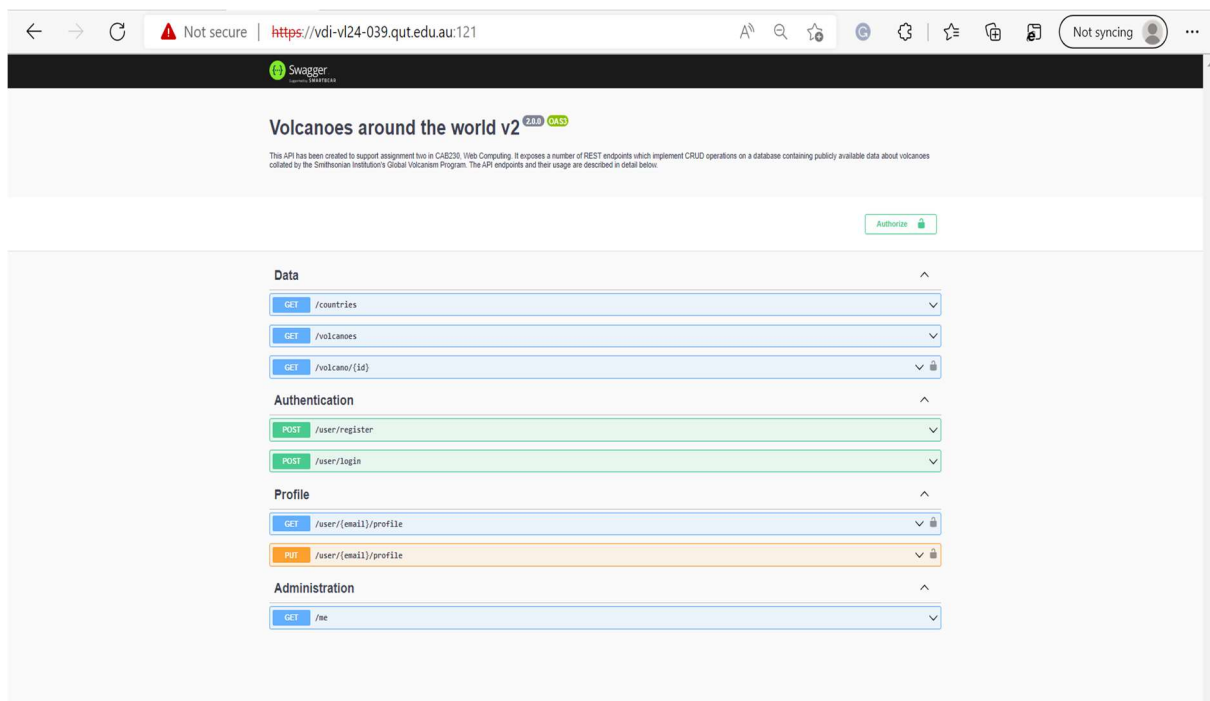 Not secure
https://vdi-vl24-039.qut.edu.au:121
Not syncing
Swagger
Supported by SMARTBEAR
Volcanoes around the world v2 2.0.0 OAS3
This API has been created to support assignment two in CAB230, Web Computing. It exposes a number of REST endpoints which implement CRUD operations on a database containing publicly available data about volcanoes
collated by the Smithsonian Institution's Global Volcanism Program. The API endpoints and their usage are described in detail below.
Authorize
Data
GET /countries
GET /volcanoes
GET /volcano/{id}
Authentication
POST /user/register
POST /user/login
Profile
GET /user/{email}/profile
PUT /user/{email}/profile
Administration
GET /me